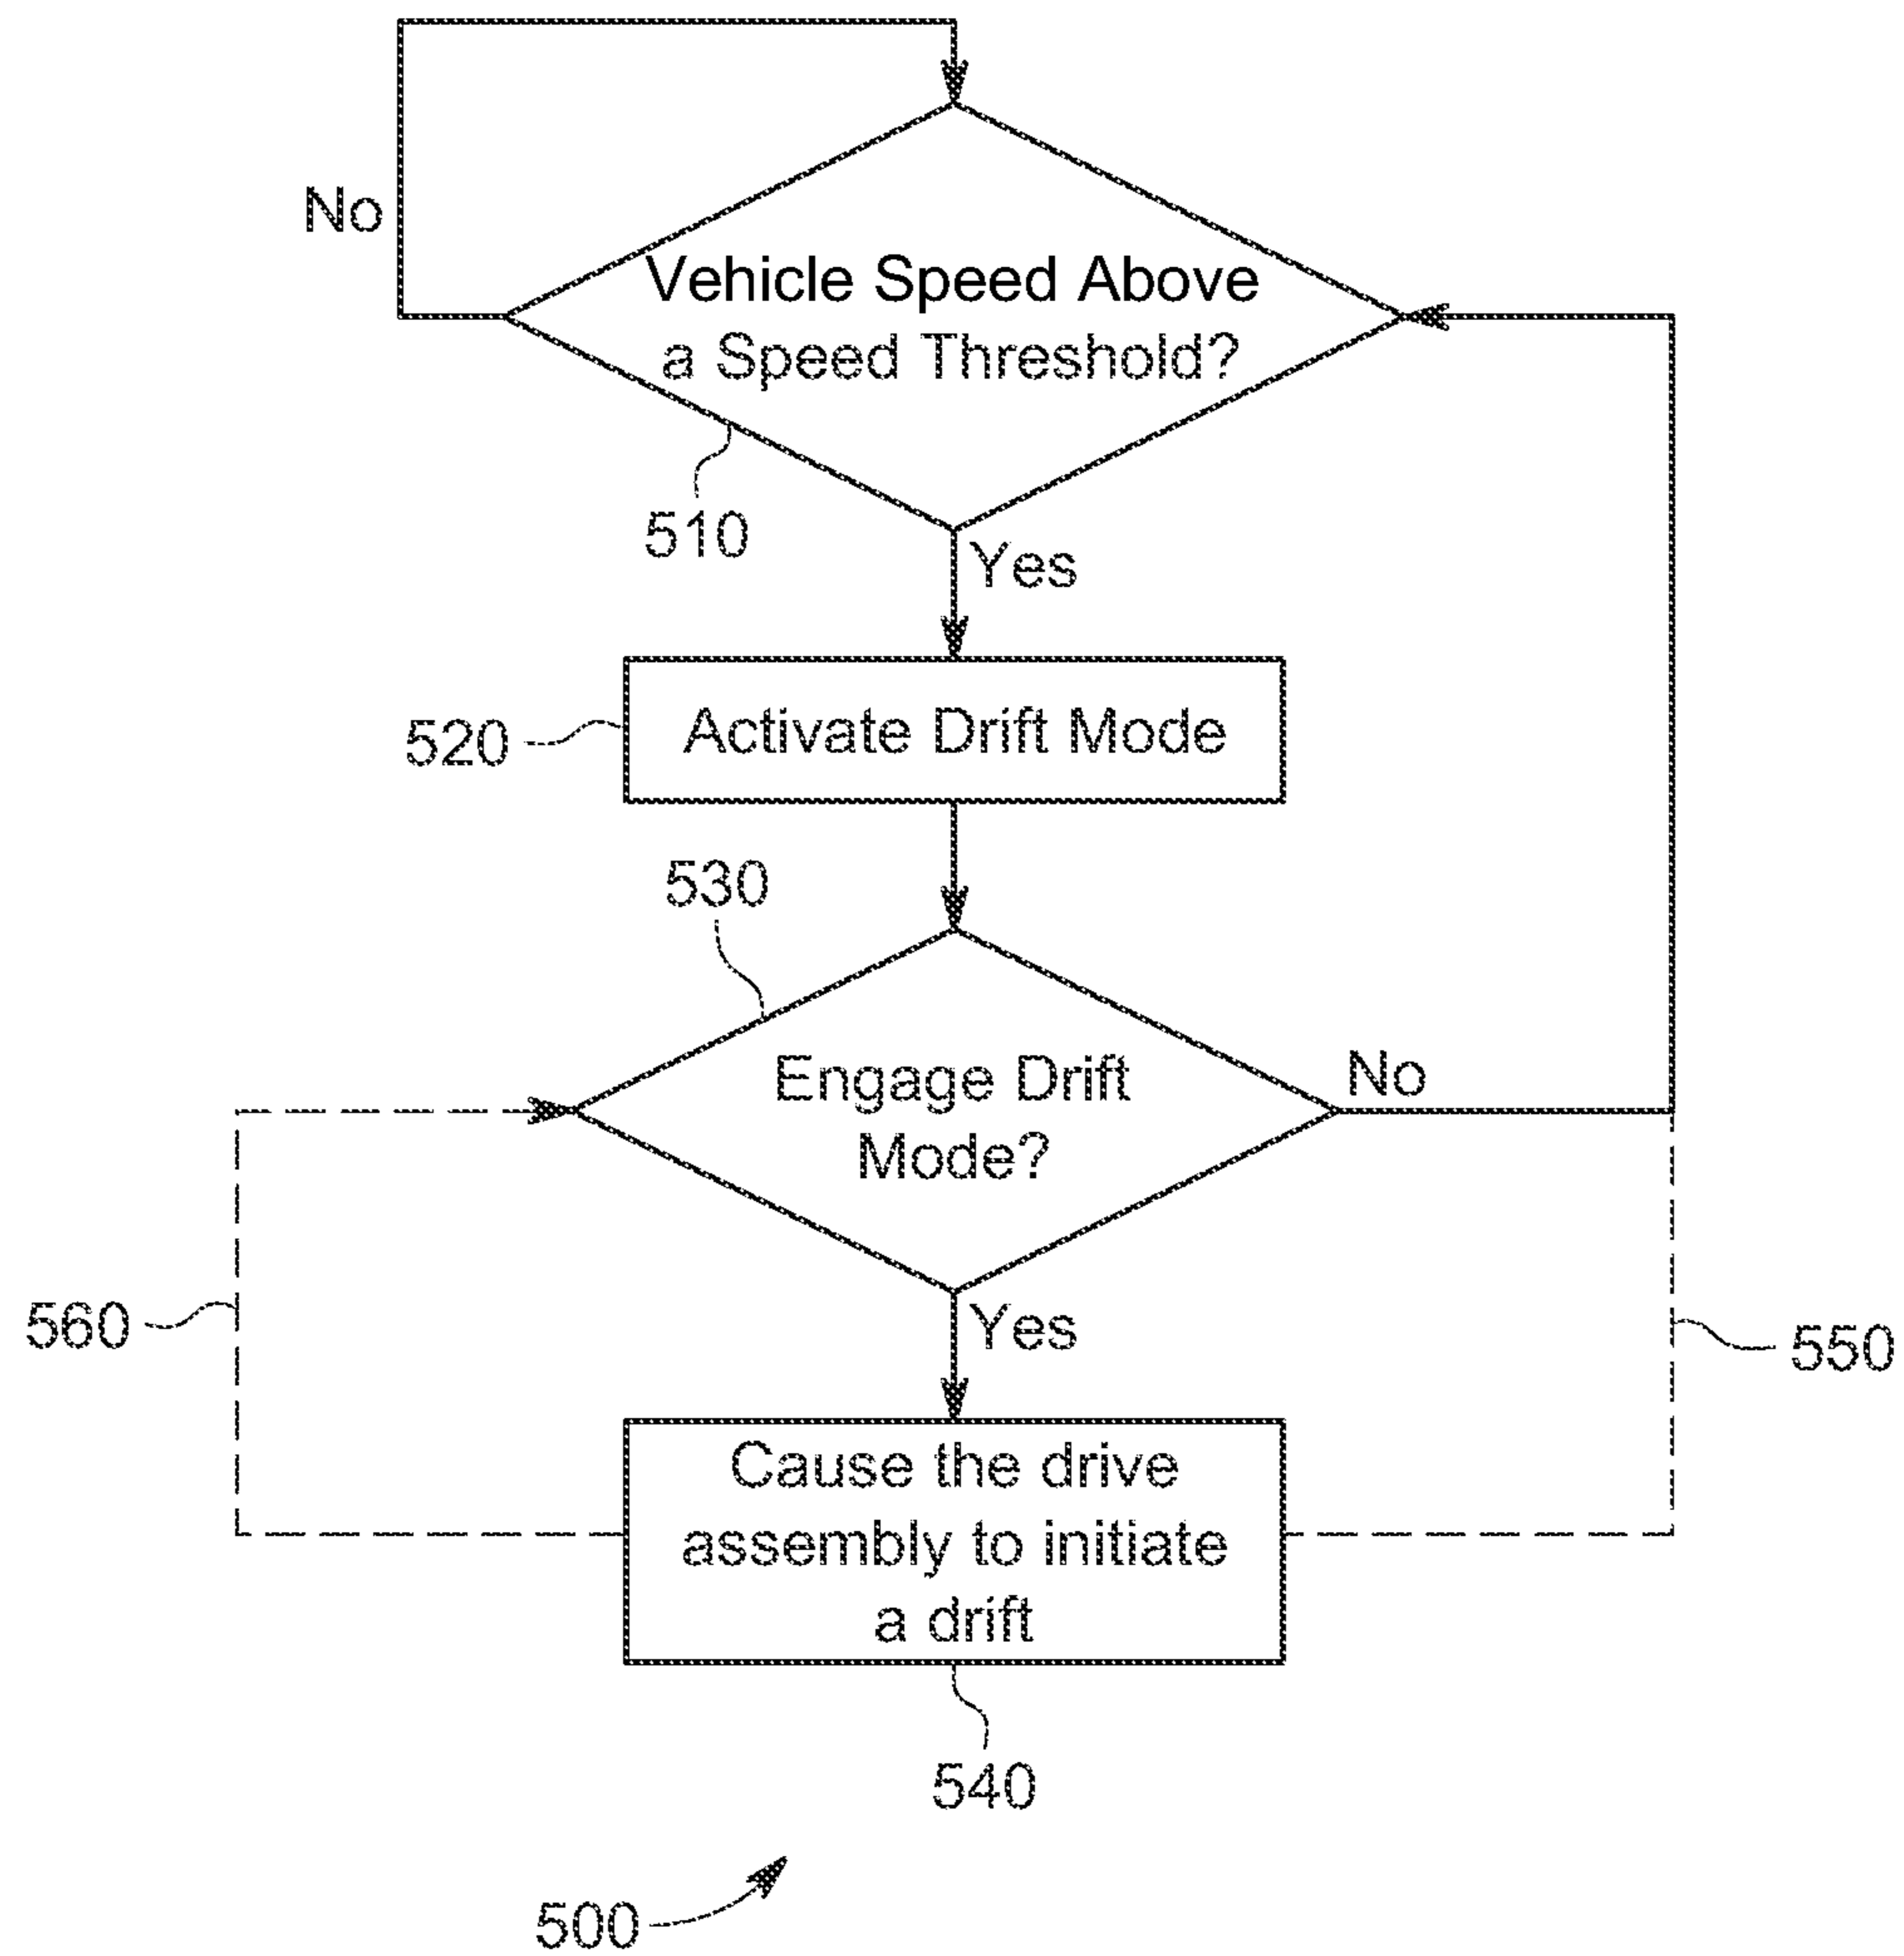 No
Vehicle Speed Above
a Speed Threshold?
510
Yes
520
Activate Drift Mode
530
Engage Drift
Mode?
No
560
Yes
550
Cause the drive
assembly to initiate
a drift
540
500